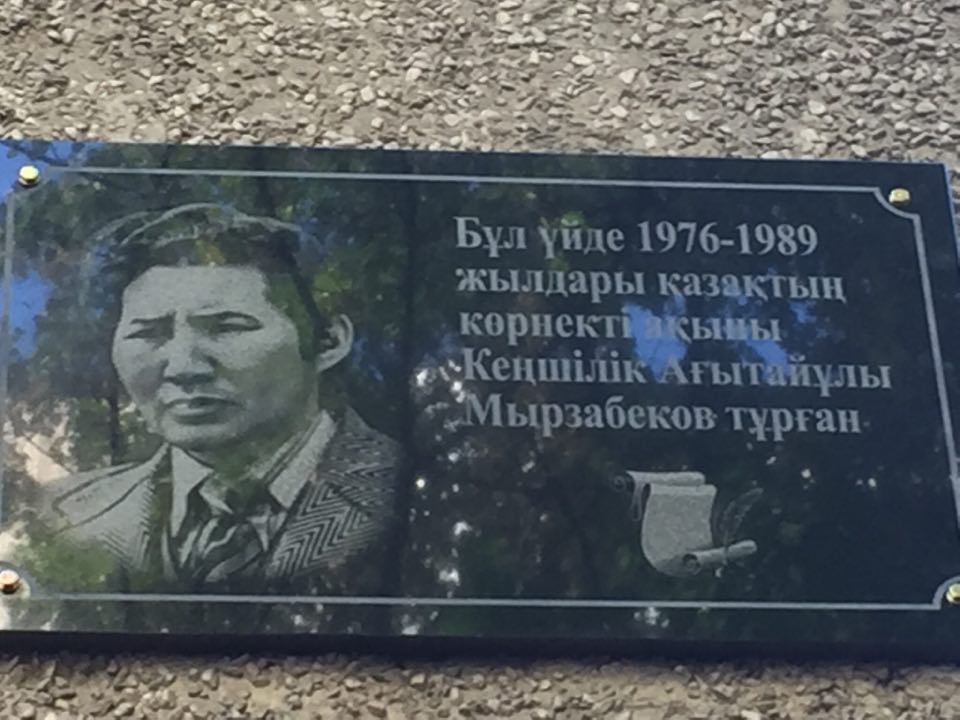 Бұл үйде 1976-1989
жылдары қазақтың
көрнекті ақыны
Кеңшілік Ағытайұлы
Мырзабеков тұрған